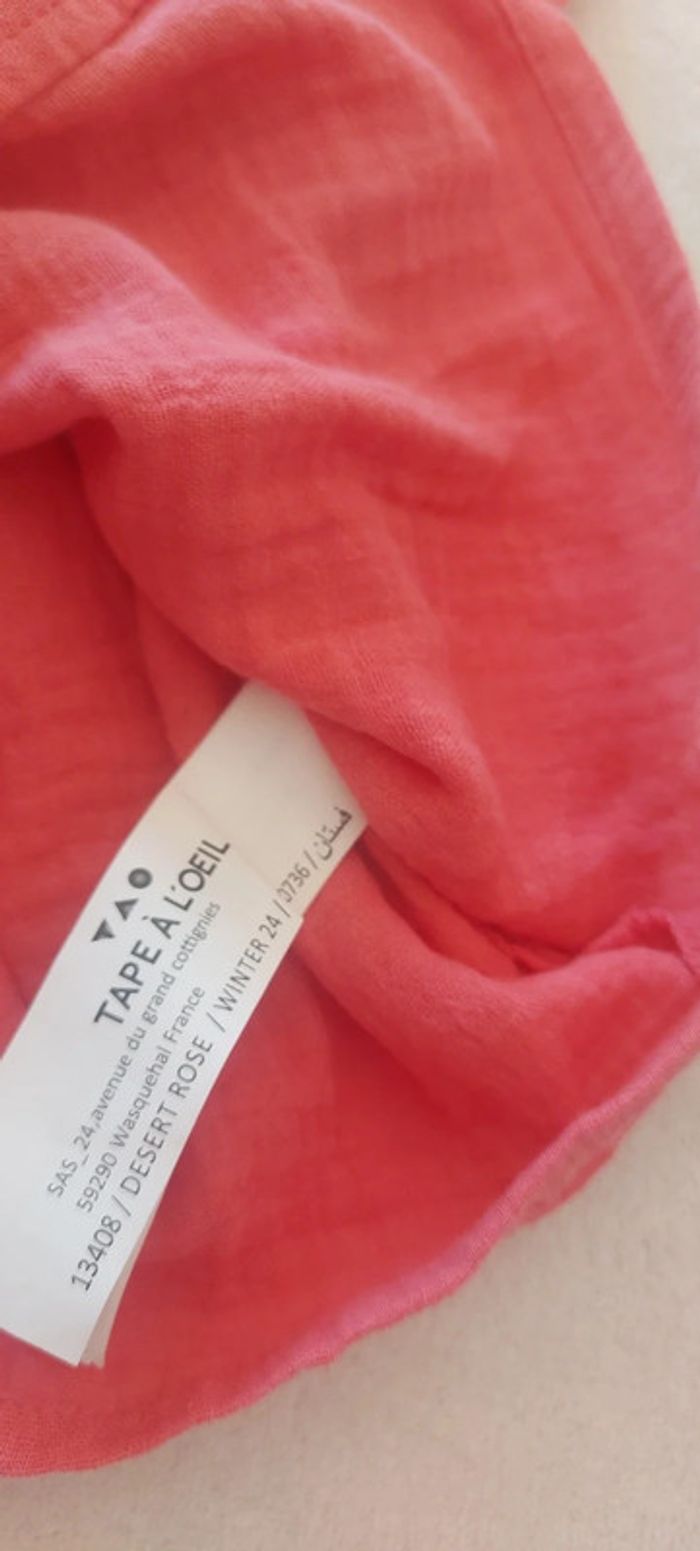 TAPE À L'OEIL
SAS_24,avenue du grand cottignies
59290 Wasquehal France
13408 / DESERT ROSE / WINTER 24 / 0736 / فستان